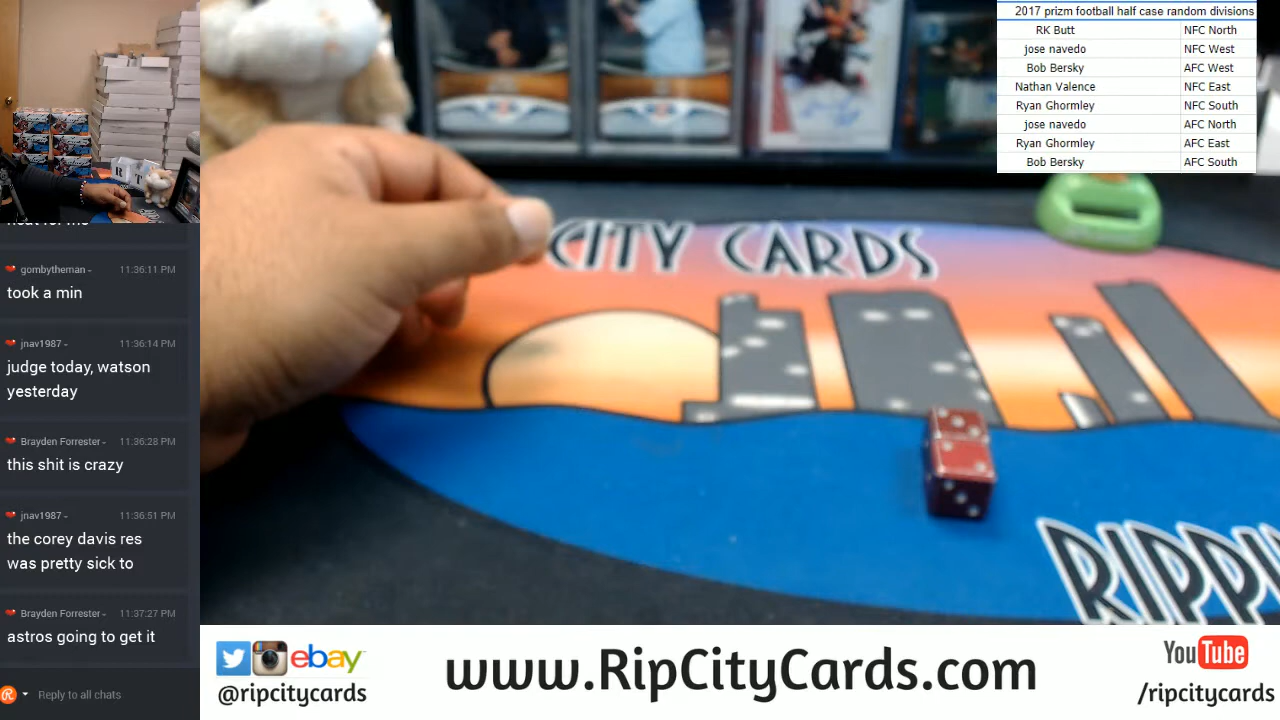 2017 prizm football half case random divisions
RK Butt NFC North
jose navedo NFC West
Bob Bersky AFC West
Nathan Valence NFC East
Ryan Ghormley NFC South
jose navedo AFC North
Ryan Ghormley AFC East
Bob Bersky AFC South
gombytheman - 11:36:11 PM
took a min
jnav1987 - 11:36:14 PM
judge today, watson
yesterday
Brayden Forrester - 11:36:28 PM
this shit is crazy
jnav1987 - 11:36:51 PM
the corey davis res
was pretty sick to
Brayden Forrester - 11:37:27 PM
astros going to get it
Reply to all chats
CITY CARDS
R T
ebay
@ripcitycards
www.RipCityCards.com
YouTube
/ripcitycards